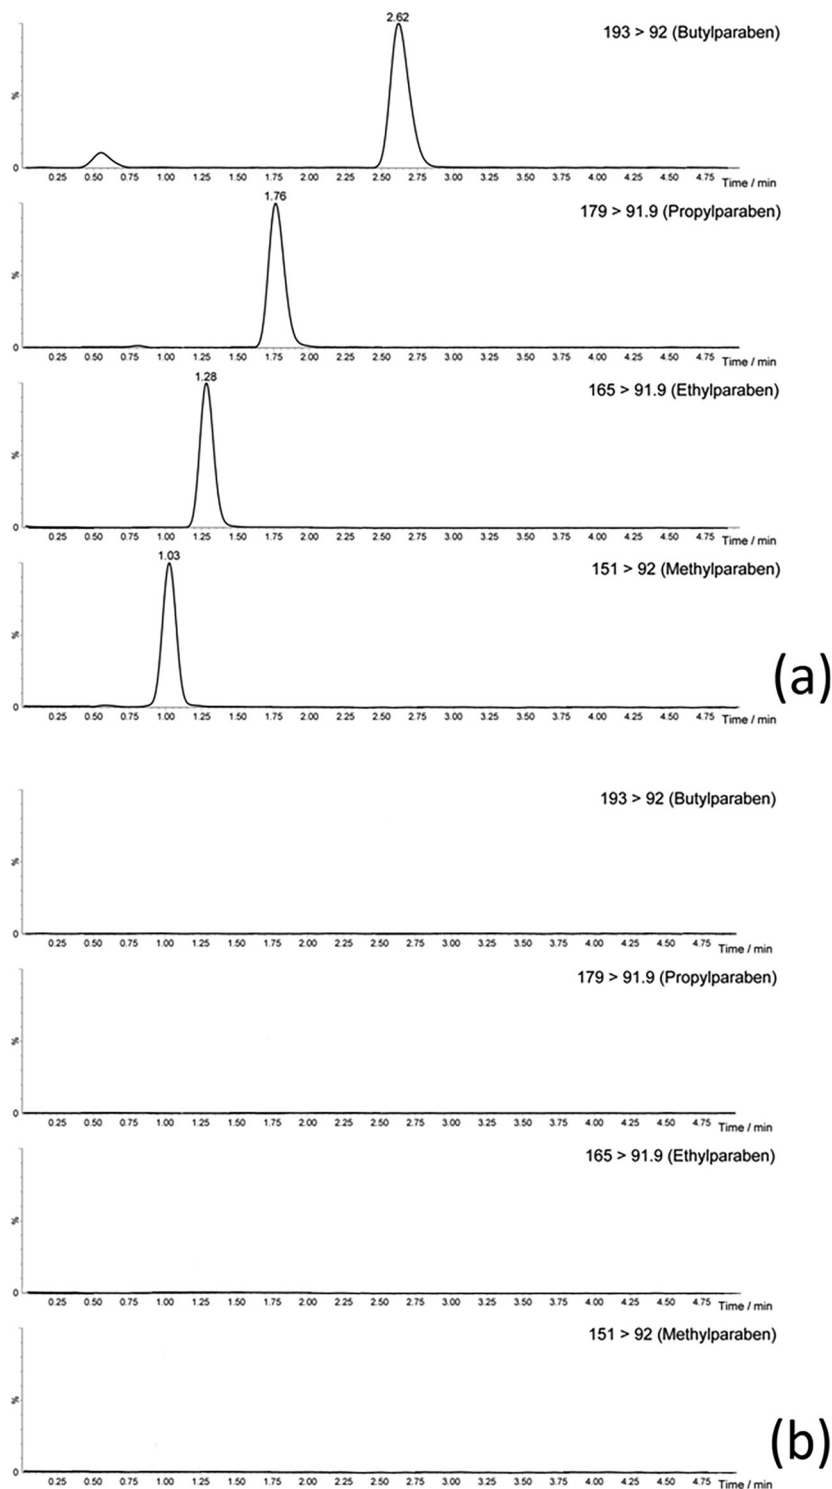 2.62
193 > 92 (Butylparaben)
%
0
0.25 0.50 0.75 1.00 1.25 1.50 1.75 2.00 2.25 2.50 2.75 3.00 3.25 3.50 3.75 4.00 4.25 4.50 4.75 Time / min
1.76
179 > 91.9 (Propylparaben)
%
0
0.25 0.50 0.75 1.00 1.25 1.50 1.75 2.00 2.25 2.50 2.75 3.00 3.25 3.50 3.75 4.00 4.25 4.50 4.75 Time / min
1.28
165 > 91.9 (Ethylparaben)
%
0
0.25 0.50 0.75 1.00 1.25 1.50 1.75 2.00 2.25 2.50 2.75 3.00 3.25 3.50 3.75 4.00 4.25 4.50 4.75 Time / min
1.03
151 > 92 (Methylparaben)
%
(a)
0
0.25 0.50 0.75 1.00 1.25 1.50 1.75 2.00 2.25 2.50 2.75 3.00 3.25 3.50 3.75 4.00 4.25 4.50 4.75 Time / min
193 > 92 (Butylparaben)
%
0
0.25 0.50 0.75 1.00 1.25 1.50 1.75 2.00 2.25 2.50 2.75 3.00 3.25 3.50 3.75 4.00 4.25 4.50 4.75 Time / min
179 > 91.9 (Propylparaben)
%
0
0.25 0.50 0.75 1.00 1.25 1.50 1.75 2.00 2.25 2.50 2.75 3.00 3.25 3.50 3.75 4.00 4.25 4.50 4.75 Time / min
165 > 91.9 (Ethylparaben)
%
0
0.25 0.50 0.75 1.00 1.25 1.50 1.75 2.00 2.25 2.50 2.75 3.00 3.25 3.50 3.75 4.00 4.25 4.50 4.75 Time / min
151 > 92 (Methylparaben)
%
(b)
0
0.25 0.50 0.75 1.00 1.25 1.50 1.75 2.00 2.25 2.50 2.75 3.00 3.25 3.50 3.75 4.00 4.25 4.50 4.75 Time / min